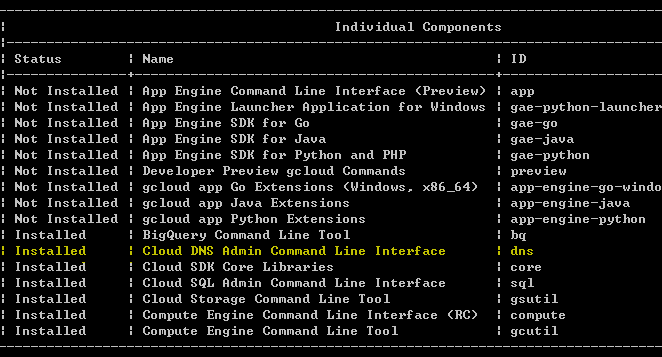 Individual Components
Status | Name | ID
Not Installed | App Engine Command Line Interface (Preview) | app
Not Installed | App Engine Launcher Application for Windows | gae-python-launcher
Not Installed | App Engine SDK for Go | gae-go
Not Installed | App Engine SDK for Java | gae-java
Not Installed | App Engine SDK for Python and PHP | gae-python
Not Installed | Developer Preview gcloud Commands | preview
Not Installed | gcloud app Go Extensions (Windows, x86_64) | app-engine-go-windo
Not Installed | gcloud app Java Extensions | app-engine-java
Not Installed | gcloud app Python Extensions | app-engine-python
Installed | BigQuery Command Line Tool | bq
Installed | Cloud DNS Admin Command Line Interface | dns
Installed | Cloud SDK Core Libraries | core
Installed | Cloud SQL Admin Command Line Interface | sql
Installed | Cloud Storage Command Line Tool | gsutil
Installed | Compute Engine Command Line Interface (RC) | compute
Installed | Compute Engine Command Line Tool | gcutil